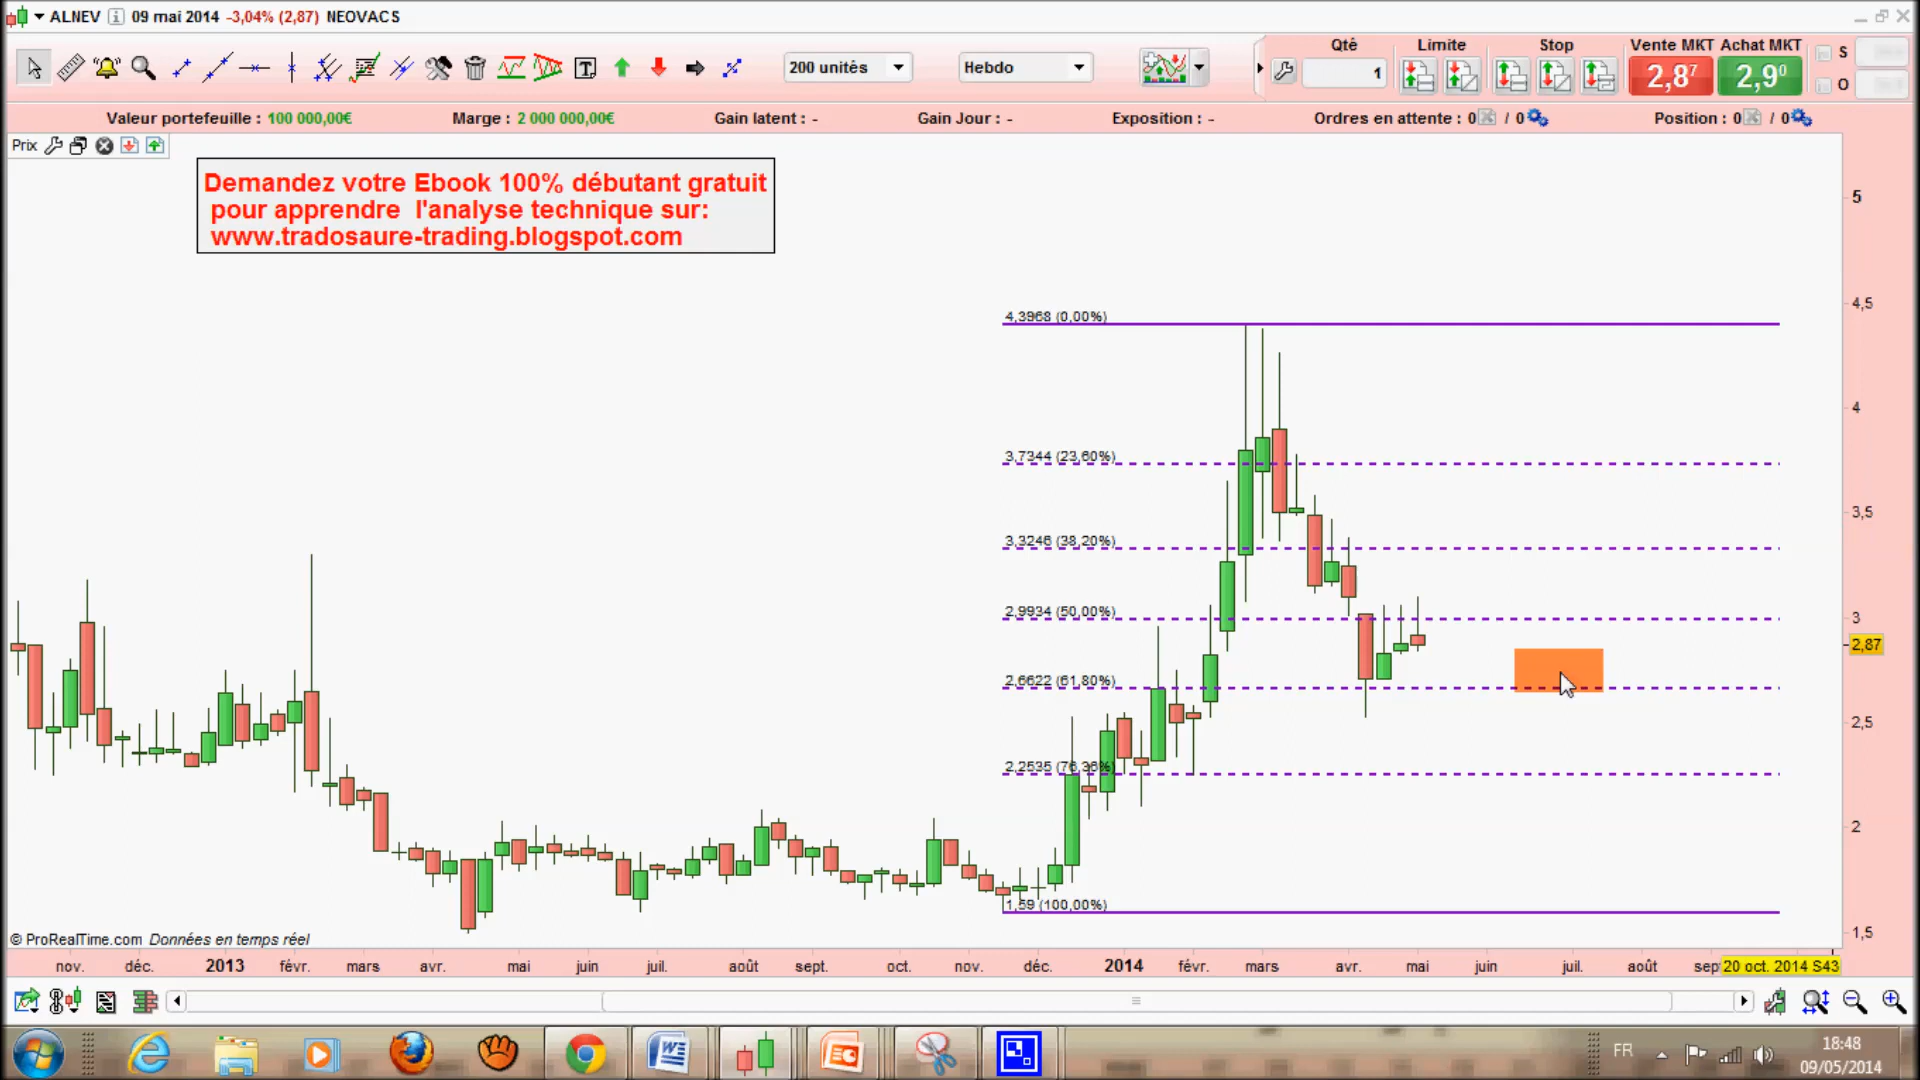 ALNEV 09 mai 2014 -3,04% (2,87) NEOVACS
200 unités
Hebdo
Qté
1
Limite
Stop
Vente MKT
2,8⁷
Achat MKT
2,9⁰
S
O
Valeur portefeuille : 100 000,00€
Marge : 2 000 000,00€
Gain latent : -
Gain Jour : -
Exposition : -
Ordres en attente : 0 / 0
Position : 0 / 0
Prix
Demandez votre Ebook 100% débutant gratuit
pour apprendre l'analyse technique sur:
www.tradosaure-trading.blogspot.com
5
4,5
4
3,5
3
2,87
2,5
2
1,5
4,3968 (0,00%)
3,7344 (23,60%)
3,3246 (38,20%)
2,9934 (50,00%)
2,6622 (61,80%)
2,2535 (76,36%)
1,59 (100,00%)
© ProRealTime.com Données en temps réel
nov. déc. 2013 févr. mars avr. mai juin juil. août sept. oct. nov. déc. 2014 févr. mars avr. mai juin juil. août sep 20 oct. 2014 S43
FR
18:48
09/05/2014